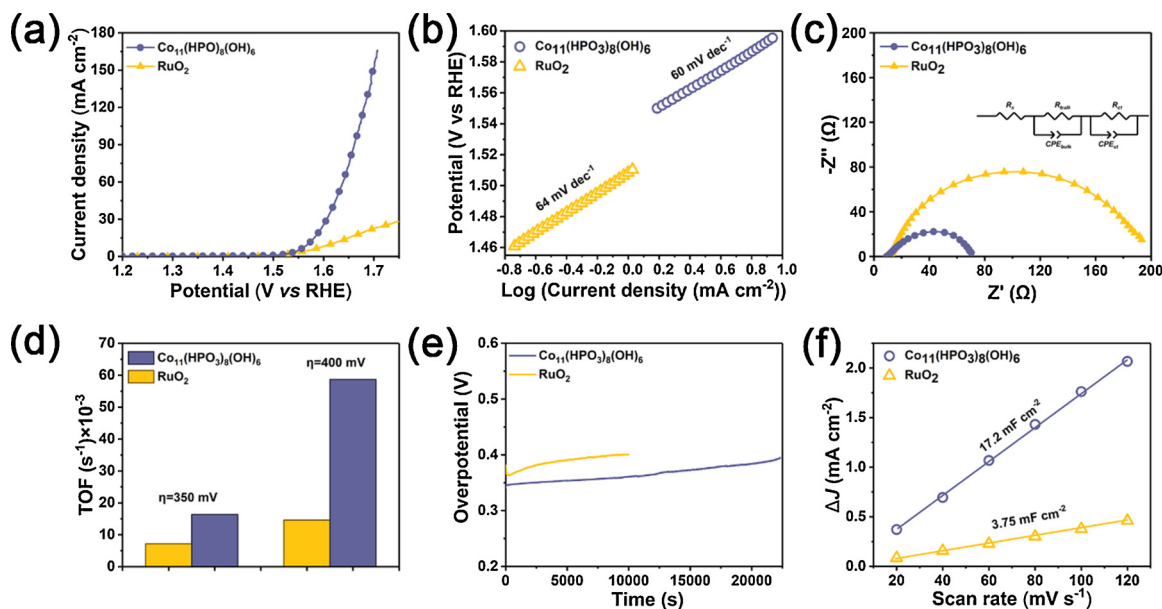 (a)
Current density (mA cm⁻²)
180
150
120
90
60
30
0
Co₁₁(HPO)₈(OH)₆
RuO₂
1.2 1.3 1.4 1.5 1.6 1.7
Potential (V vs RHE)
(b)
Potential (V vs RHE)
1.60
1.56
1.52
1.48
1.46
Co₁₁(HPO₃)₈(OH)₆
RuO₂
60 mV dec⁻¹
64 mV dec⁻¹
-0.8 -0.6 -0.4 -0.2 0.0 0.2 0.4 0.6 0.8 1.0
Log (Current density (mA cm⁻²))
(c)
-Z'' (Ω)
200
160
120
80
40
0
Co₁₁(HPO₃)₈(OH)₆
RuO₂
Rₛ R_bulk R_ct
CPE_bulk CPE_ct
0 40 80 120 160 200
Z' (Ω)
(d)
TOF (s⁻¹)×10⁻³
70
60
50
40
30
20
10
0
Co₁₁(HPO₃)₈(OH)₆
RuO₂
η=400 mV
η=350 mV
(e)
Overpotential (V)
0.6
0.5
0.4
0.3
0.2
Co₁₁(HPO₃)₈(OH)₆
RuO₂
0 5000 10000 15000 20000
Time (s)
(f)
ΔJ (mA cm⁻²)
2.5
2.0
1.5
1.0
0.5
0.0
Co₁₁(HPO₃)₈(OH)₆
RuO₂
17.2 mF cm⁻²
3.75 mF cm⁻²
20 40 60 80 100 120
Scan rate (mV s⁻¹)